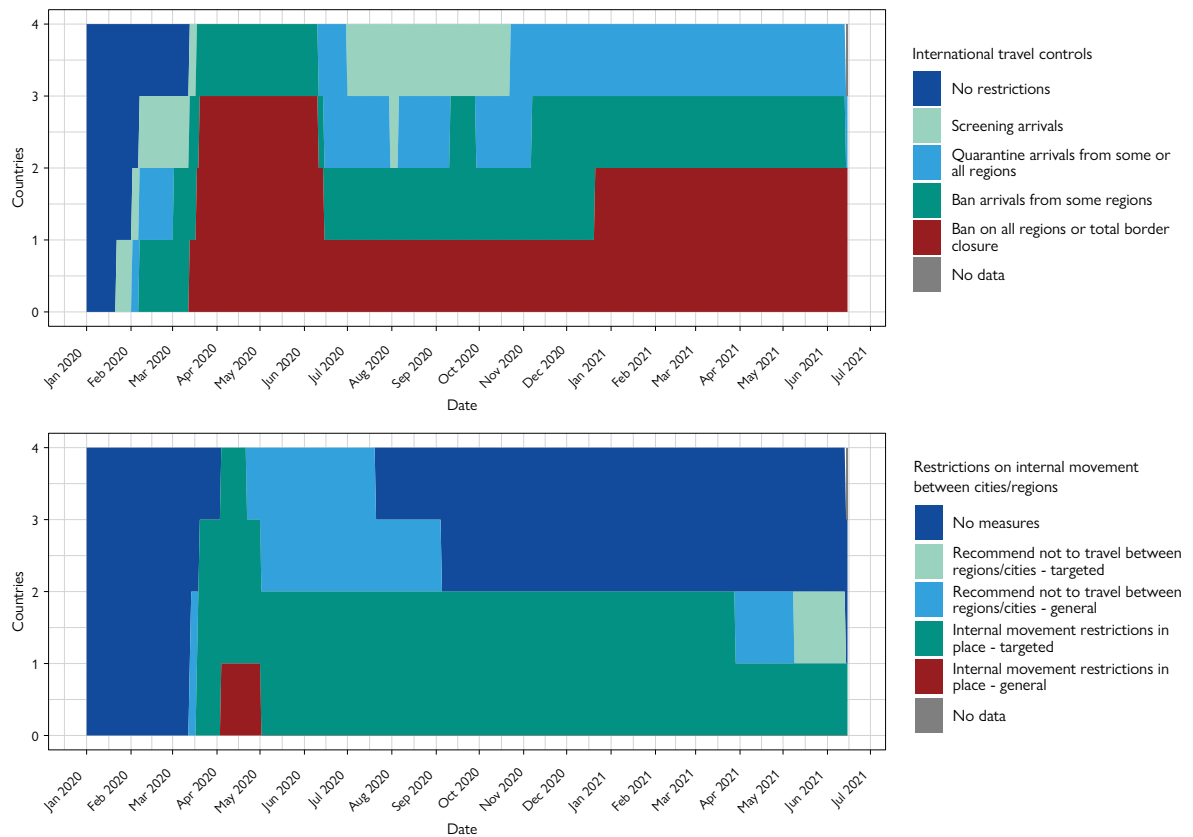 International travel controls
No restrictions
Screening arrivals
Quarantine arrivals from some or
all regions
Ban arrivals from some regions
Ban on all regions or total border
closure
No data
Countries
4
3
2
1
0
Jan 2020
Feb 2020
Mar 2020
Apr 2020
May 2020
Jun 2020
Jul 2020
Aug 2020
Sep 2020
Oct 2020
Nov 2020
Dec 2020
Jan 2021
Feb 2021
Mar 2021
Apr 2021
May 2021
Jun 2021
Jul 2021
Date
Restrictions on internal movement
between cities/regions
No measures
Recommend not to travel between
regions/cities - targeted
Recommend not to travel between
regions/cities - general
Internal movement restrictions in
place - targeted
Internal movement restrictions in
place - general
No data
Countries
4
3
2
1
0
Jan 2020
Feb 2020
Mar 2020
Apr 2020
May 2020
Jun 2020
Jul 2020
Aug 2020
Sep 2020
Oct 2020
Nov 2020
Dec 2020
Jan 2021
Feb 2021
Mar 2021
Apr 2021
May 2021
Jun 2021
Jul 2021
Date